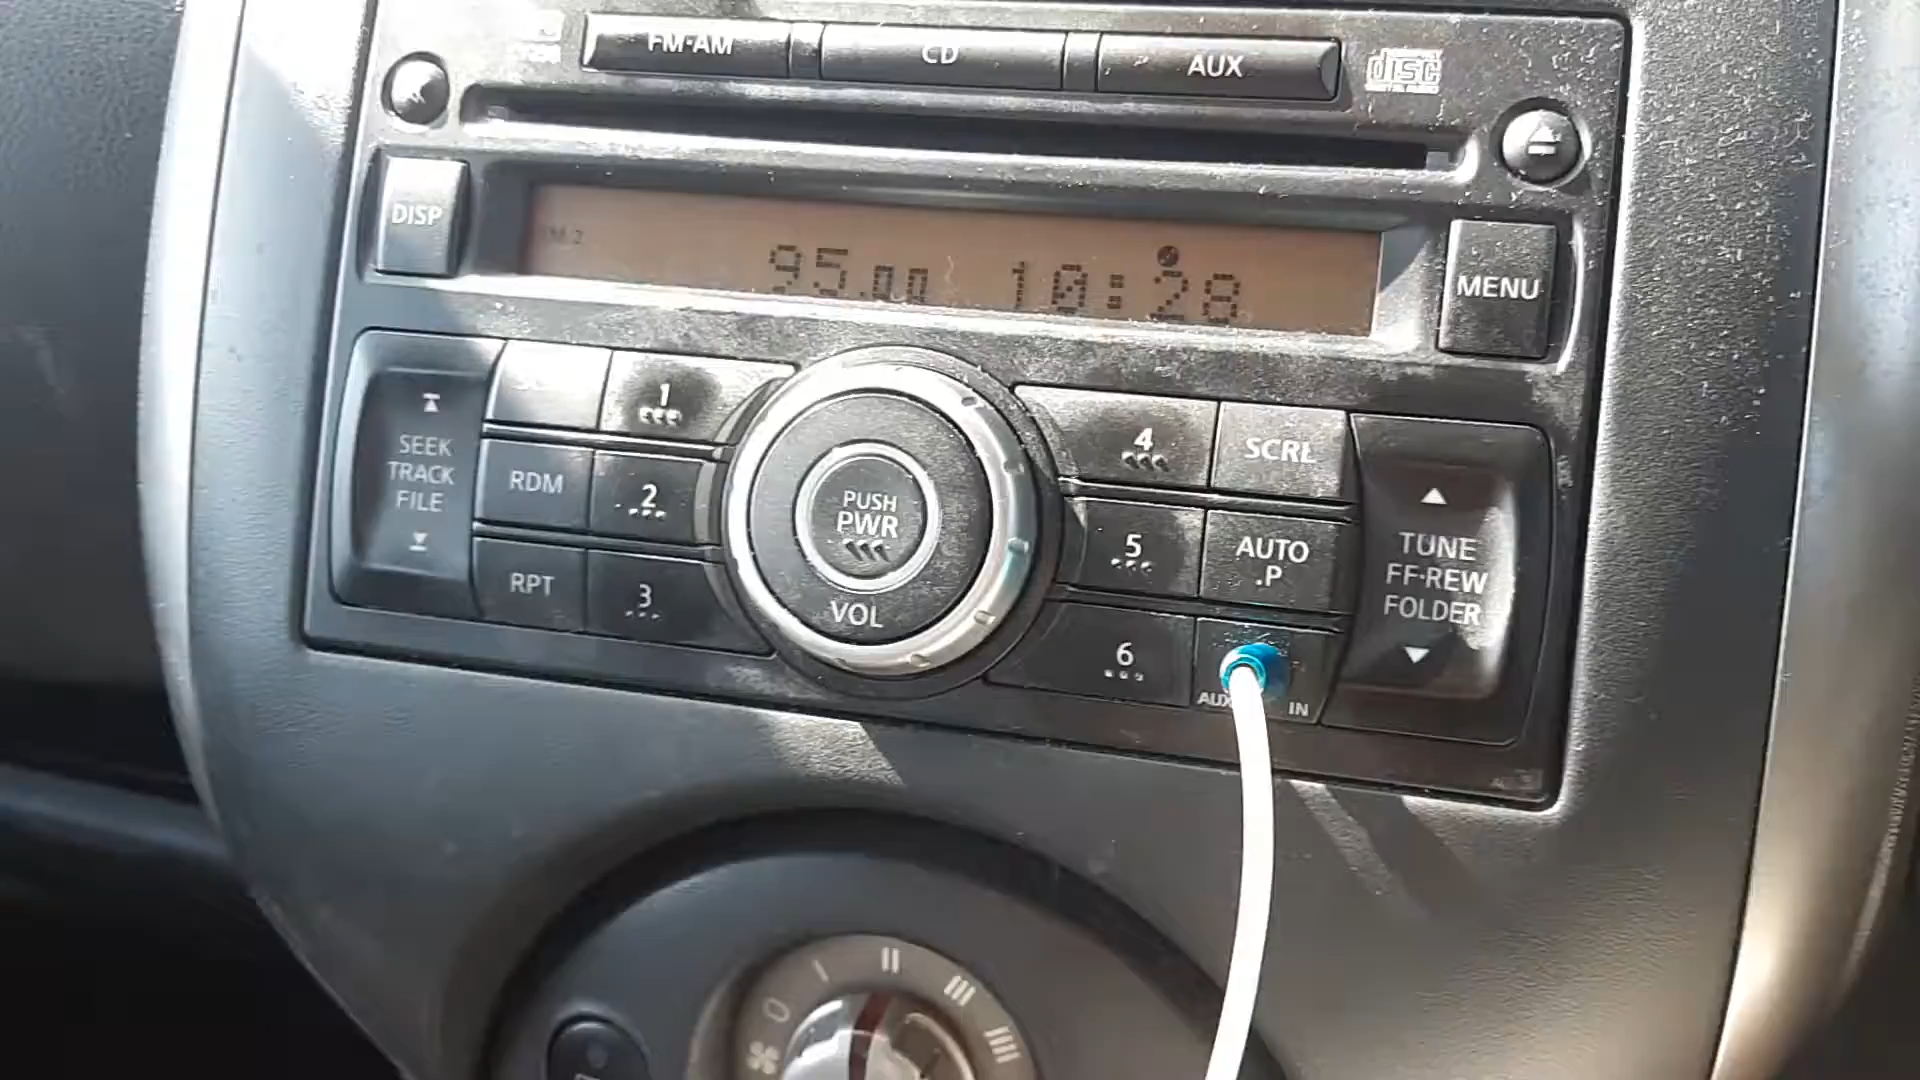 FM·AM
CD
AUX
disc
DISP
95.00 10:28
MENU
SEEK
TRACK
FILE
1
RDM
2
RPT
3
PUSH
PWR
VOL
4
SCRL
5
AUTO
.P
6
AUX IN
TUNE
FF·REW
FOLDER